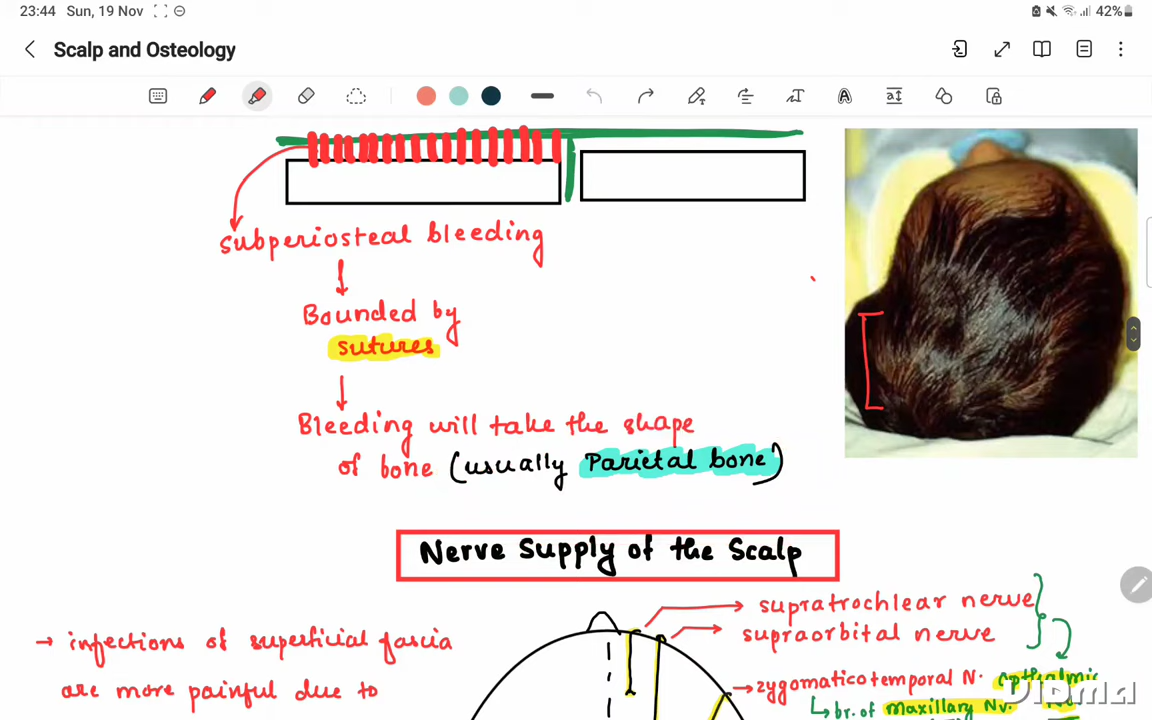 23:44 Sun, 19 Nov
42%
Scalp and Osteology
subperiosteal bleeding
Bounded by
sutures
Bleeding will take the shape
of bone (usually Parietal bone)
Nerve Supply of the Scalp
→ infections of superficial fascia
are more painful due to
supratrochlear nerve
supraorbital nerve
→zygomaticotemporal N.
↳br. of maxillary Nv.